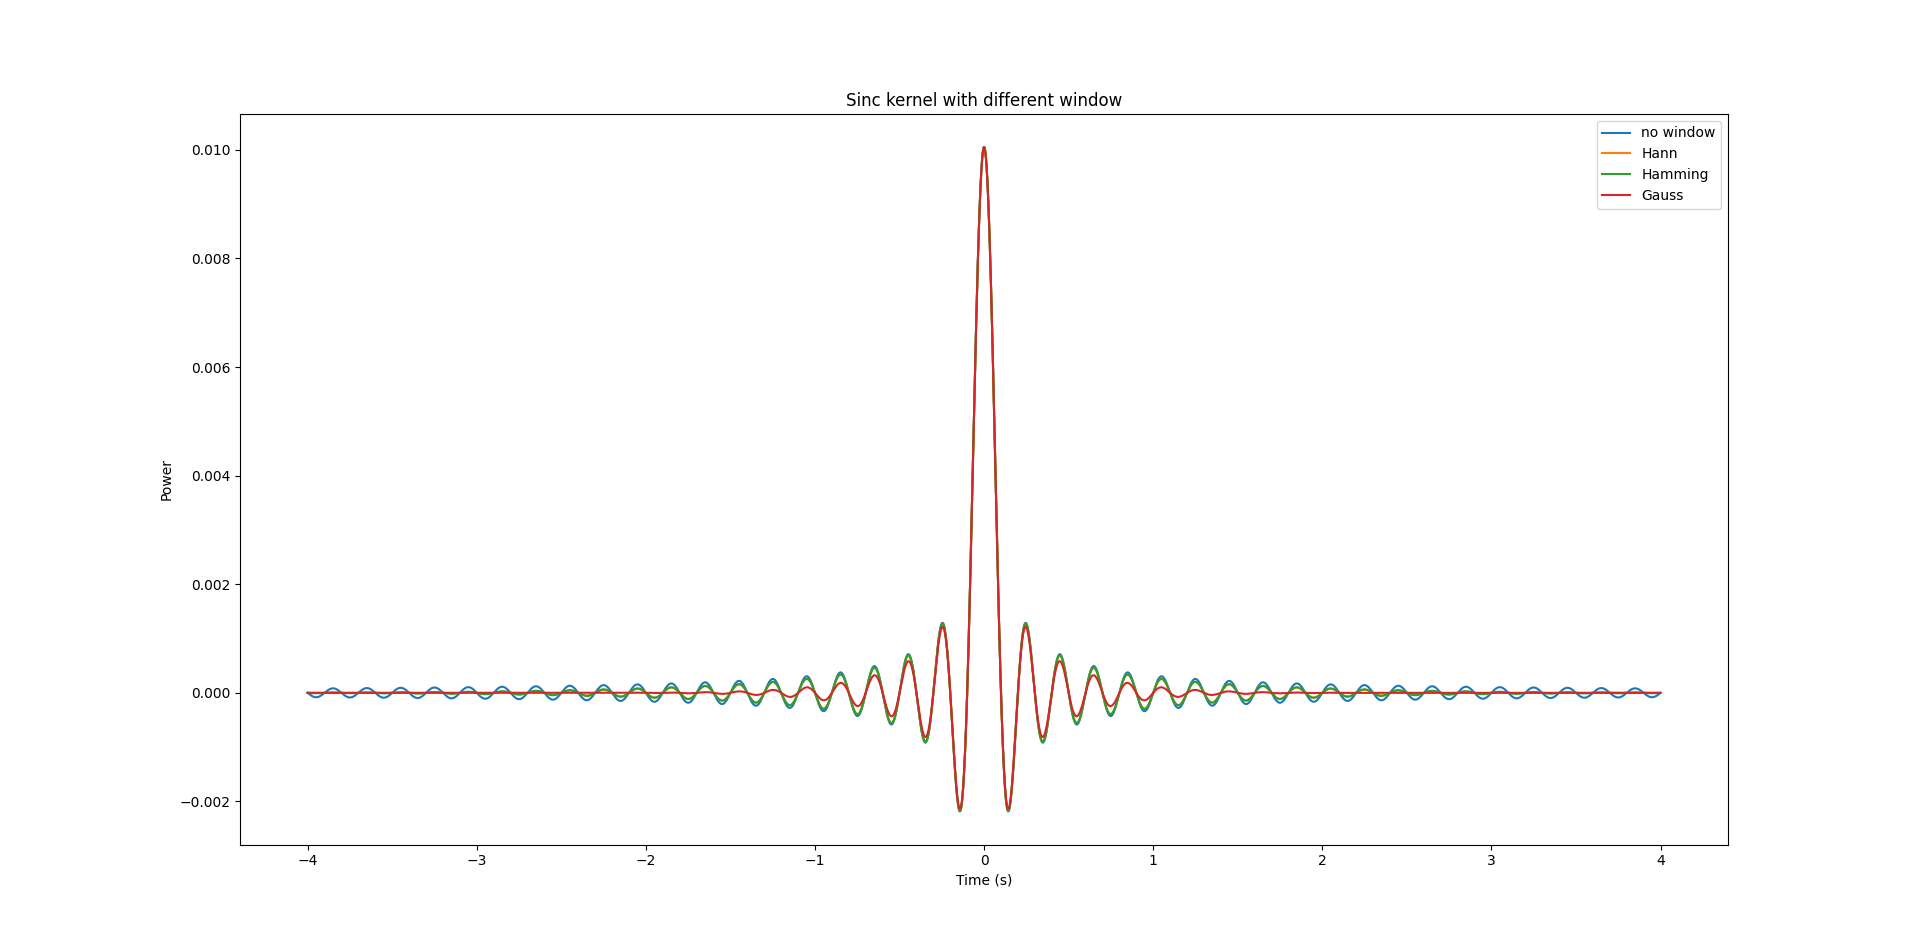 Sinc kernel with different window
no window
Hann
Hamming
Gauss
0.010
0.008
0.006
0.004
0.002
0.000
−0.002
Power
−4 −3 −2 −1 0 1 2 3 4
Time (s)